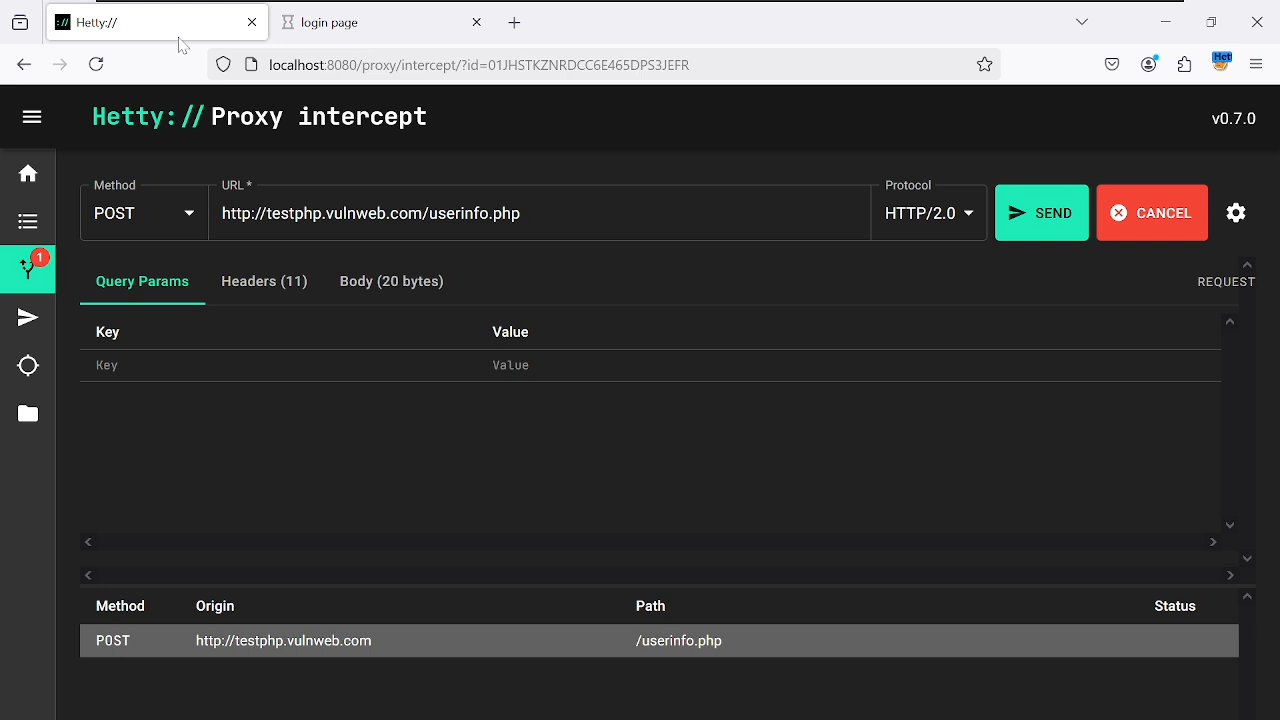 Hetty://
login page
localhost:8080/proxy/intercept/?id=01JHSTKZNRDCC6E465DPS3JEFR
Het
Hetty:// Proxy intercept
v0.7.0
Method
URL *
Protocol
POST
http://testphp.vulnweb.com/userinfo.php
HTTP/2.0
SEND
CANCEL
1
Query Params
Headers (11)
Body (20 bytes)
REQUEST
Key Value
Key Value
Method Origin Path Status
POST http://testphp.vulnweb.com /userinfo.php